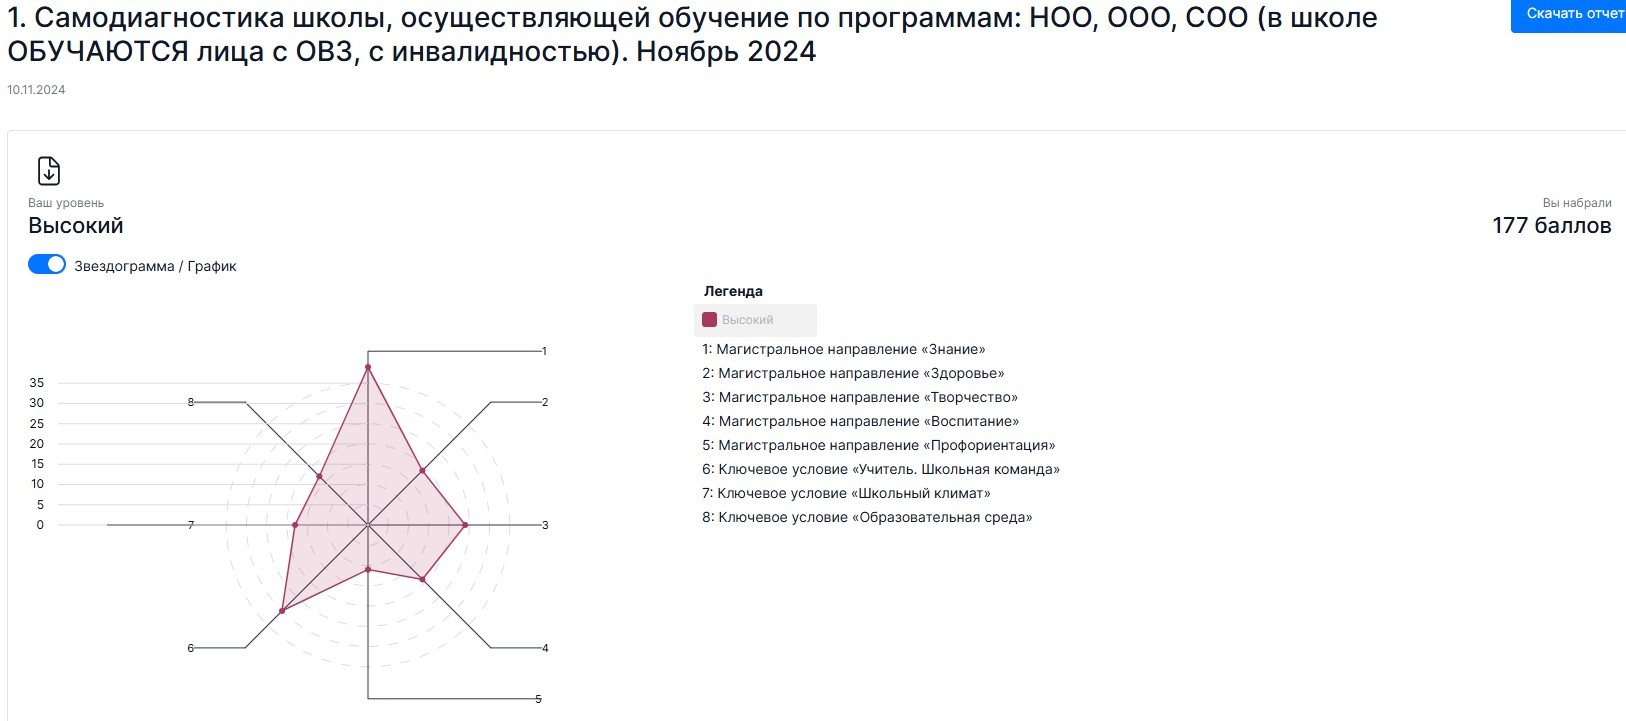 1. Самодиагностика школы, осуществляющей обучение по программам: НОО, ООО, СОО (в школе
ОБУЧАЮТСЯ лица с ОВЗ, с инвалидностью). Ноябрь 2024
Скачать отчет
10.11.2024
Ваш уровень
Высокий
Вы набрали
177 баллов
Звездограмма / График
Легенда
Высокий
1: Магистральное направление «Знание»
2: Магистральное направление «Здоровье»
3: Магистральное направление «Творчество»
4: Магистральное направление «Воспитание»
5: Магистральное направление «Профориентация»
6: Ключевое условие «Учитель. Школьная команда»
7: Ключевое условие «Школьный климат»
8: Ключевое условие «Образовательная среда»
35
30
25
20
15
10
5
0
1
2
3
4
5
6
7
8